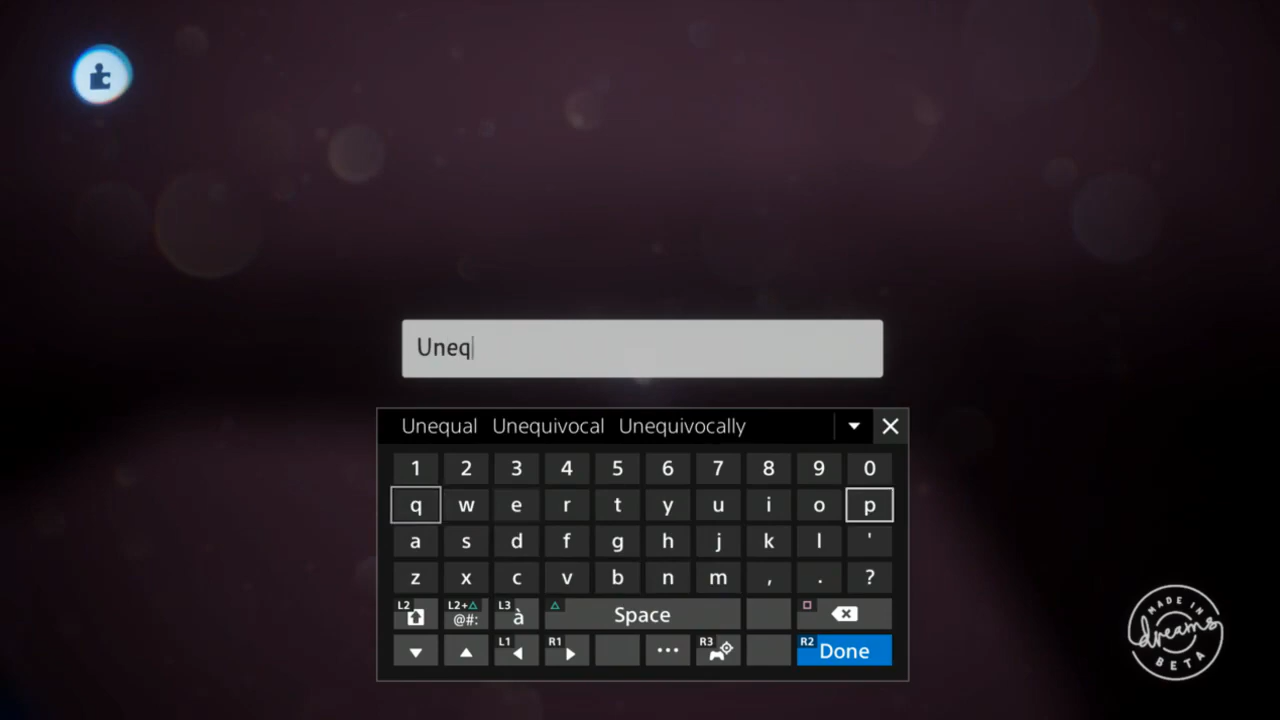 Uneq
Unequal Unequivocal Unequivocally
1 2 3 4 5 6 7 8 9 0
q w e r t y u i o p
a s d f g h j k l '
z x c v b n m , . ?
L2 L2+△ @#: L3 à △ Space □
L1 R1 ... R3 R2 Done
MADE IN
dreams
BETA